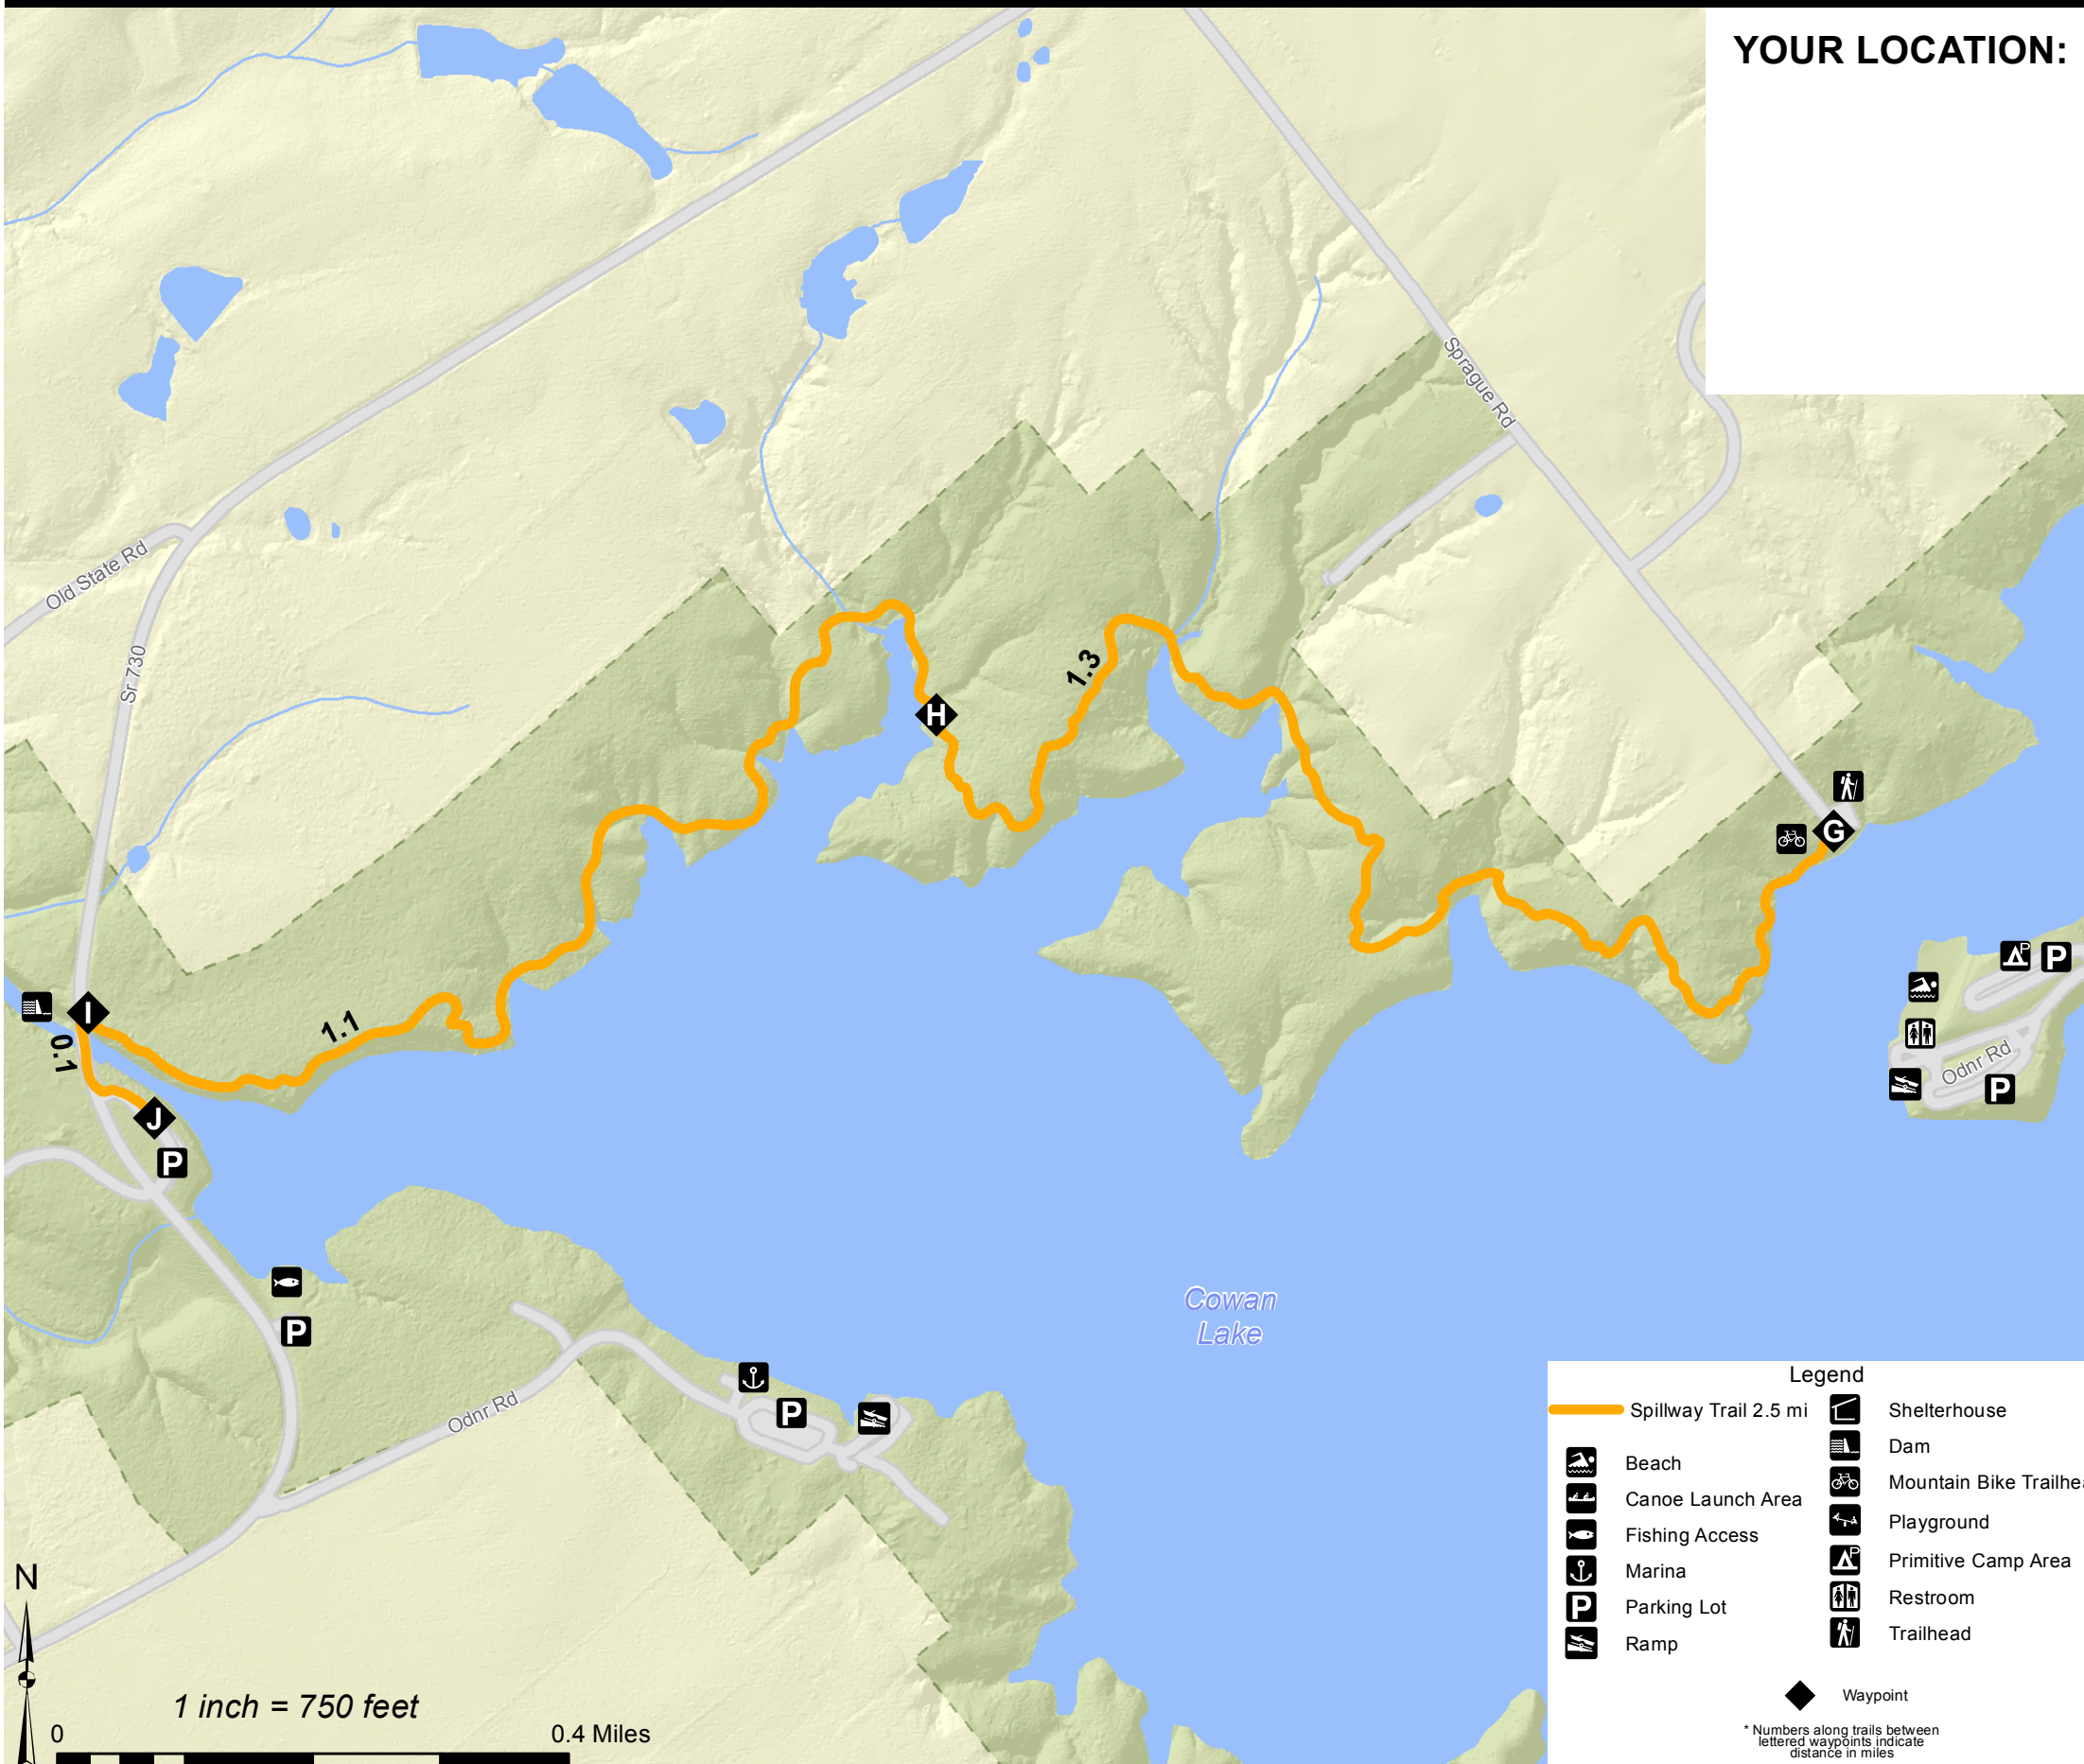 YOUR LOCATION:
Sprague Rd
Old State Rd
Sr 730
1.3
H
G
I
0.1
1.1
J
P
P
P
P
P
Odnr Rd
P
P
Cowan
Lake
Odnr Rd
N
1 inch = 750 feet
0
0.4 Miles
Legend
Spillway Trail 2.5 mi
Beach
Canoe Launch Area
Fishing Access
Marina
P
Parking Lot
Ramp
Shelterhouse
Dam
Mountain Bike Trailhea
Playground
P
Primitive Camp Area
Restroom
Trailhead
Waypoint
* Numbers along trails between
lettered waypoints indicate
distance in miles